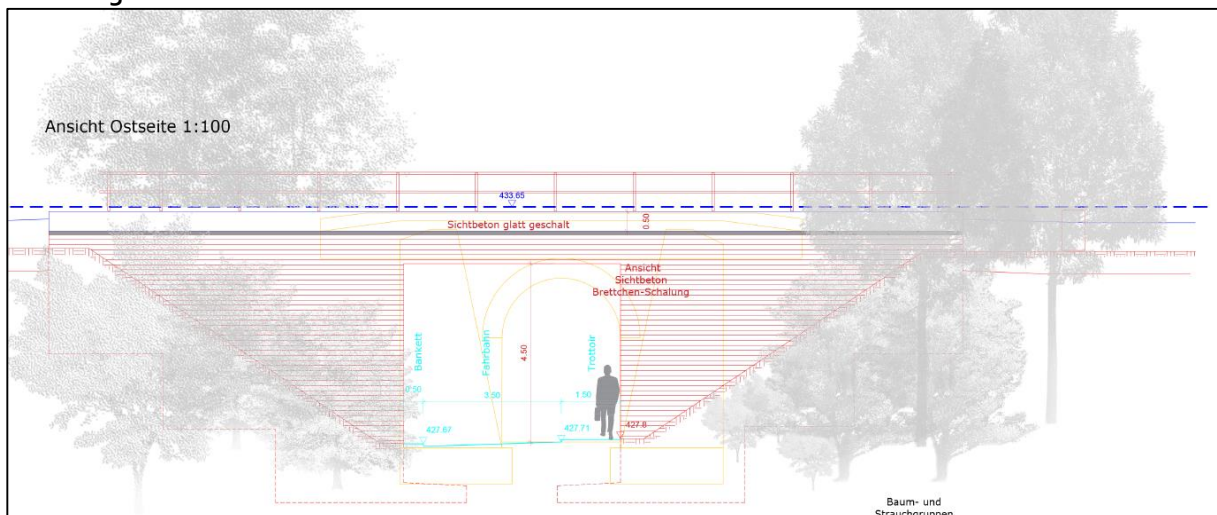 Ansicht Ostseite 1:100
433.65
Sichtbeton glatt geschalt
0.50
Ansicht
Sichtbeton
Brettchen-Schalung
Bankett
Fahrbahn
4.50
Trottoir
0.50
3.50
1.50
427.67
427.71
427.8
Baum- und
Strauchgruppen